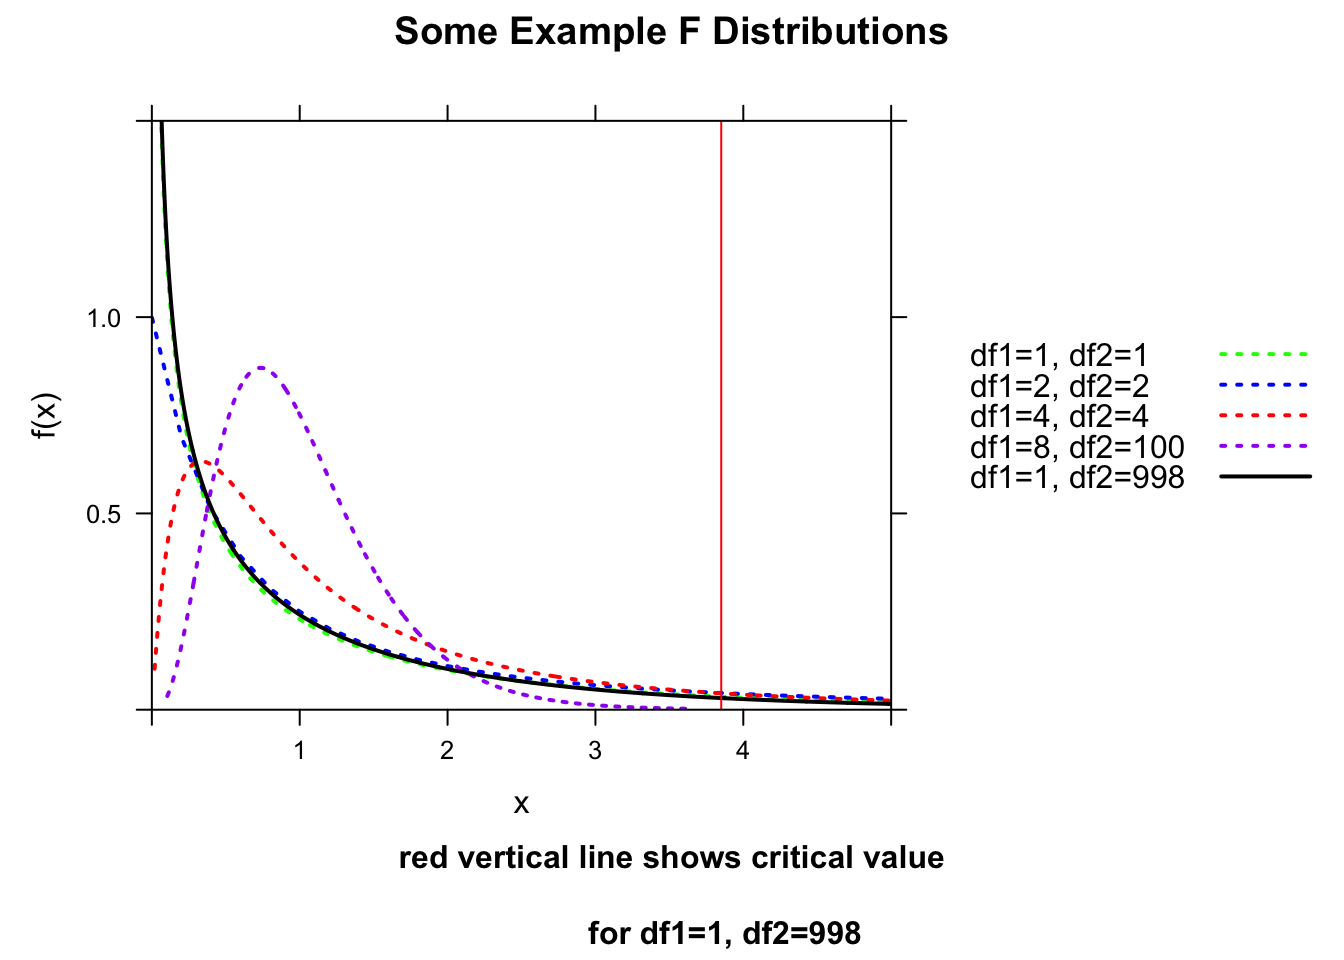 Some Example F Distributions
f(x)
1.0
0.5
1 2 3 4
x
df1=1, df2=1
df1=2, df2=2
df1=4, df2=4
df1=8, df2=100
df1=1, df2=998
red vertical line shows critical value
for df1=1, df2=998